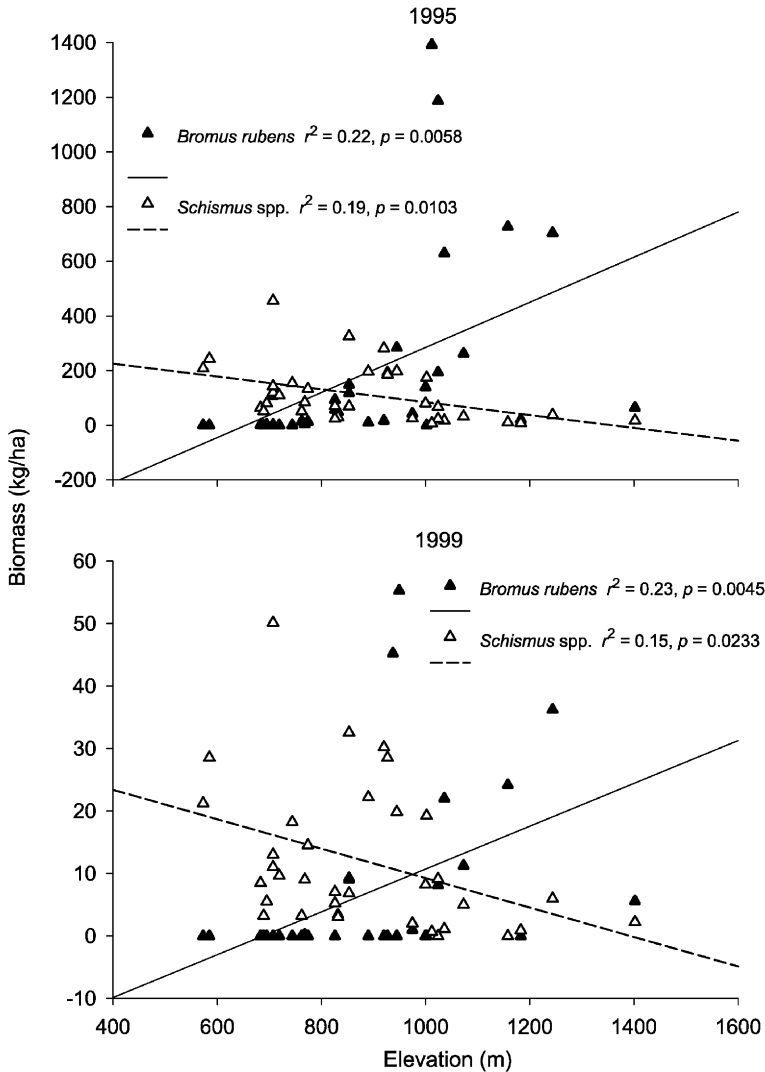 1995
1400
1200
1000
800
600
400
200
0
-200
Bromus rubens r² = 0.22, p = 0.0058
Schismus spp. r² = 0.19, p = 0.0103
Biomass (kg/ha)
1999
60
50
40
30
20
10
0
-10
Bromus rubens r² = 0.23, p = 0.0045
Schismus spp. r² = 0.15, p = 0.0233
400 600 800 1000 1200 1400 1600
Elevation (m)